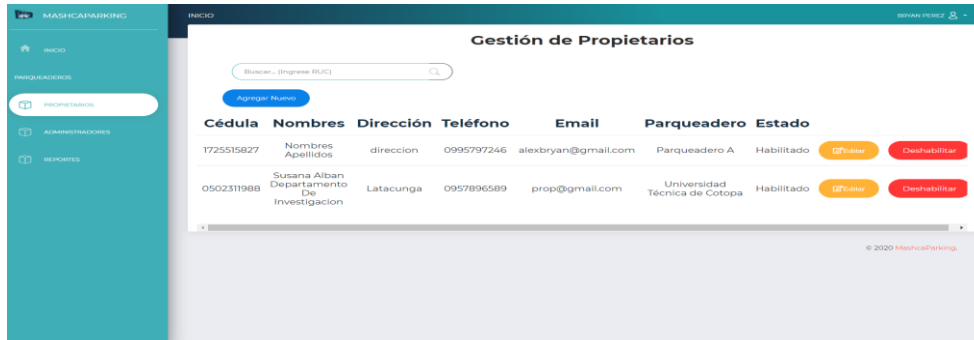 MASHCAPARKING
INICIO
BRYAN PEREZ
INICIO
PARQUEADEROS
PROPIETARIOS
ADMINISTRADORES
REPORTES
Gestión de Propietarios
Buscar... (Ingrese RUC)
Agregar Nuevo
Cédula Nombres Dirección Teléfono Email Parqueadero Estado
1725515827 Nombres Apellidos direccion 0995797246 alexbryan@gmail.com Parqueadero A Habilitado Editar Deshabilitar
0502311988 Susana Alban Departamento De Investigacion Latacunga 0957896589 prop@gmail.com Universidad Técnica de Cotopa Habilitado Editar Deshabilitar
© 2020 MashcaParking.